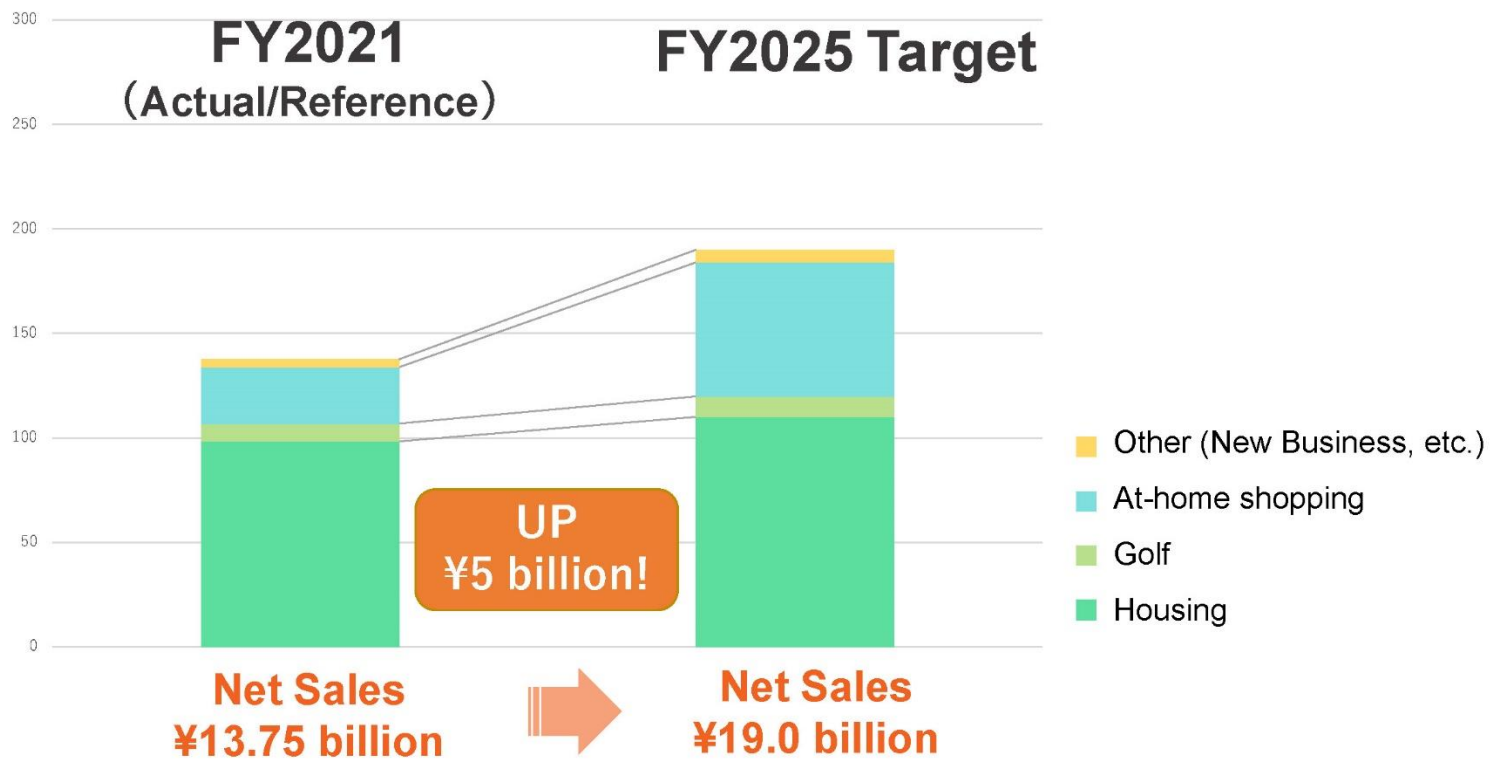 FY2021
（Actual/Reference）
FY2025 Target
300
250
200
150
100
50
0
UP
¥5 billion!
Other (New Business, etc.)
At-home shopping
Golf
Housing
Net Sales
¥13.75 billion
Net Sales
¥19.0 billion